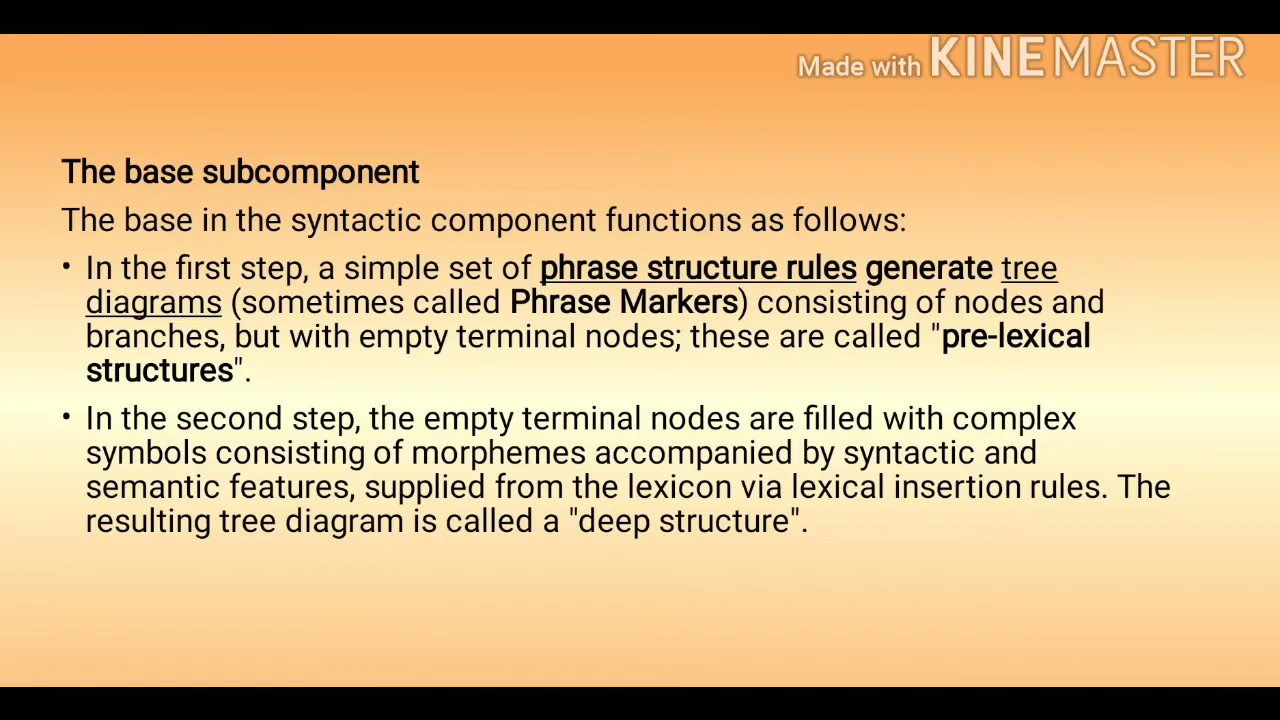 Made with KINEMASTER
The base subcomponent
The base in the syntactic component functions as follows:
• In the first step, a simple set of phrase structure rules generate tree
diagrams (sometimes called Phrase Markers) consisting of nodes and
branches, but with empty terminal nodes; these are called "pre-lexical
structures".
• In the second step, the empty terminal nodes are filled with complex
symbols consisting of morphemes accompanied by syntactic and
semantic features, supplied from the lexicon via lexical insertion rules. The
resulting tree diagram is called a "deep structure".